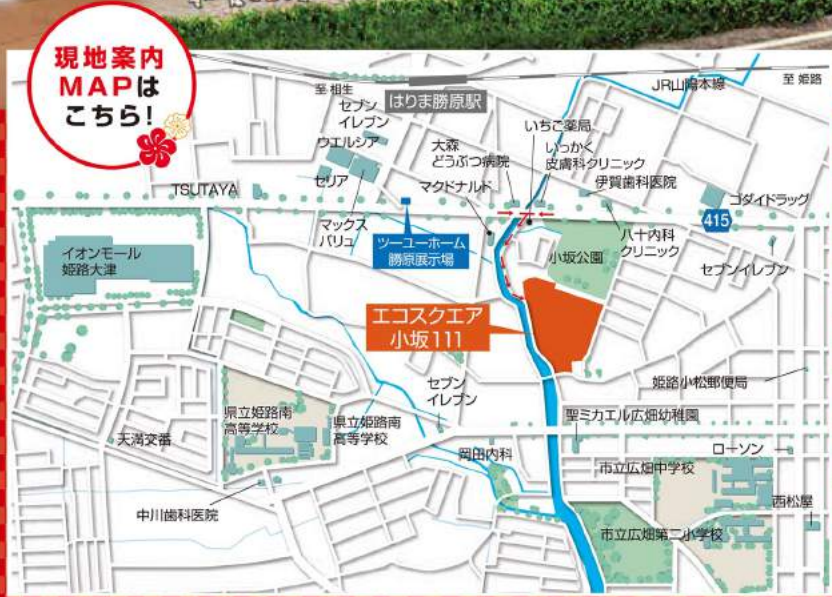 現地案内
MAPは
こちら!
至 相生
はりま勝原駅
JR山陽本線
至 姫路
セブン
イレブン
ウエルシア
セリア
マックス
バリュ
TSUTAYA
大森
どうぶつ病院
マクドナルド
いちご薬局
いっかく
皮膚科クリニック
伊賀歯科医院
ゴダイドラッグ
415
八十内科
クリニック
セブンイレブン
イオンモール
姫路大津
ツーユーホーム
勝原展示場
小坂公園
エコスクエア
小坂111
セブン
イレブン
姫路小松郵便局
聖ミカエル広畑幼稚園
県立姫路南
高等学校
県立姫路南
高等学校
天満交番
岡田内科
ローソン
市立広畑中学校
中川歯科医院
西松屋
市立広畑第二小学校